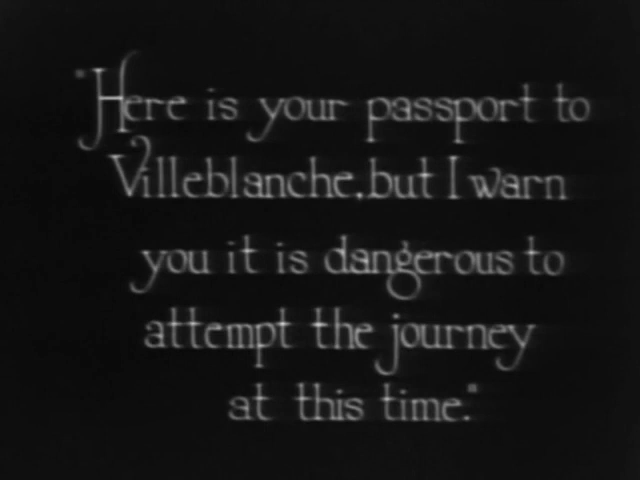 "Here is your passport to
Villeblanche, but I warn
you it is dangerous to
attempt the journey
at this time."